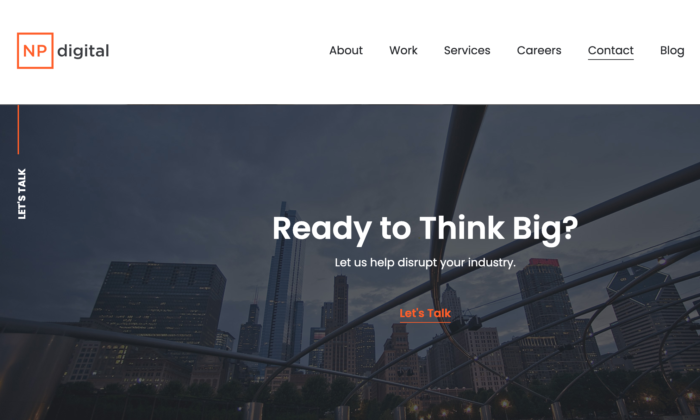 NP digital
About Work Services Careers Contact Blog
LET'S TALK
Ready to Think Big?
Let us help disrupt your industry.
Let's Talk